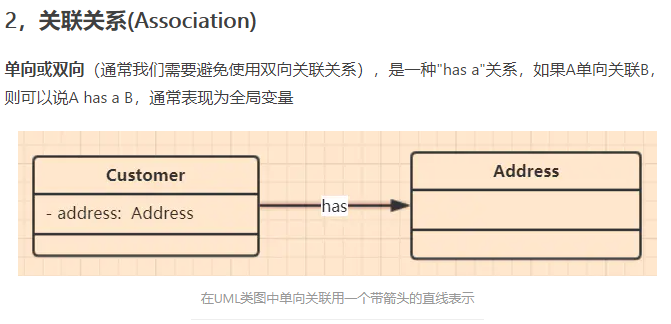 2，关联关系(Association)
单向或双向（通常我们需要避免使用双向关联关系），是一种"has a"关系，如果A单向关联B，
则可以说A has a B，通常表现为全局变量
Customer
- address: Address
has
Address
在UML类图中单向关联用一个带箭头的直线表示